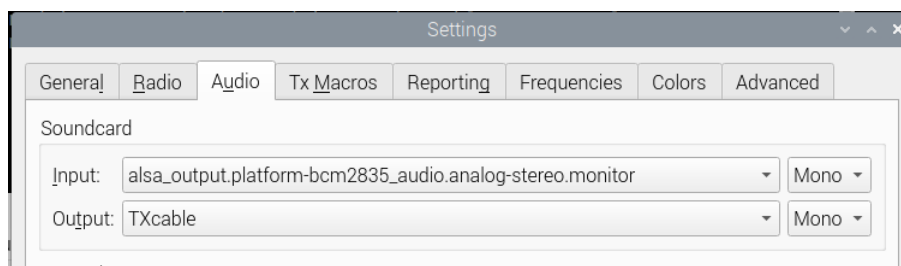 Settings
General Radio Audio Tx Macros Reporting Frequencies Colors Advanced
Soundcard
Input: alsa_output.platform-bcm2835_audio.analog-stereo.monitor Mono
Output: TXcable Mono